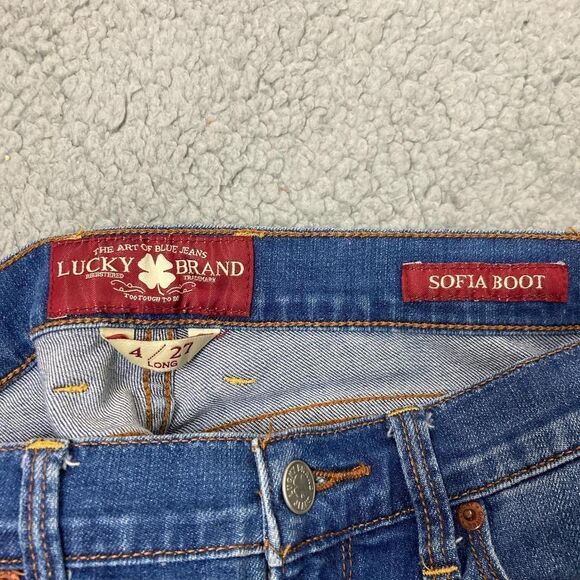 THE ART OF BLUE JEANS
LUCKY BRAND
REGISTERED TRADEMARK
TOO TOUGH TO DIE
SOFIA BOOT
4 / 27
LONG